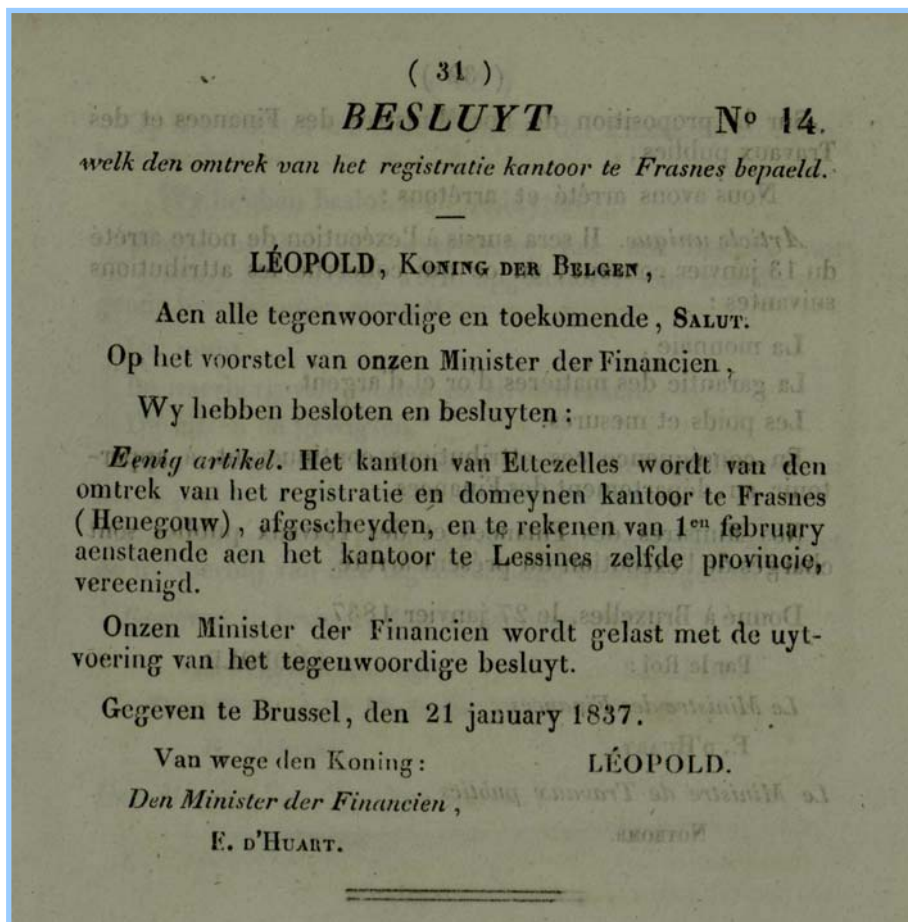 ( 31 )
BESLUYT N° 14.
welk den omtrek van het registratie kantoor te Frasnes bepaeld.
LÉOPOLD, KONING DER BELGEN,
Aen alle tegenwoordige en toekomende, SALUT.
Op het voorstel van onzen Minister der Financien,
Wy hebben besloten en besluyten :
Eenig artikel. Het kanton van Ellezelles wordt van den
omtrek van het registratie en domeynen kantoor te Frasnes
(Henegouw), afgescheyden, en te rekenen van 1en february
aenstaende aen het kantoor te Lessines zelfde provincie,
vereenigd.
Onzen Minister der Financien wordt gelast met de uyt-
voering van het tegenwoordige besluyt.
Gegeven te Brussel, den 21 january 1837.
Van wege den Koning : LÉOPOLD.
Den Minister der Financien,
E. D'HUART.